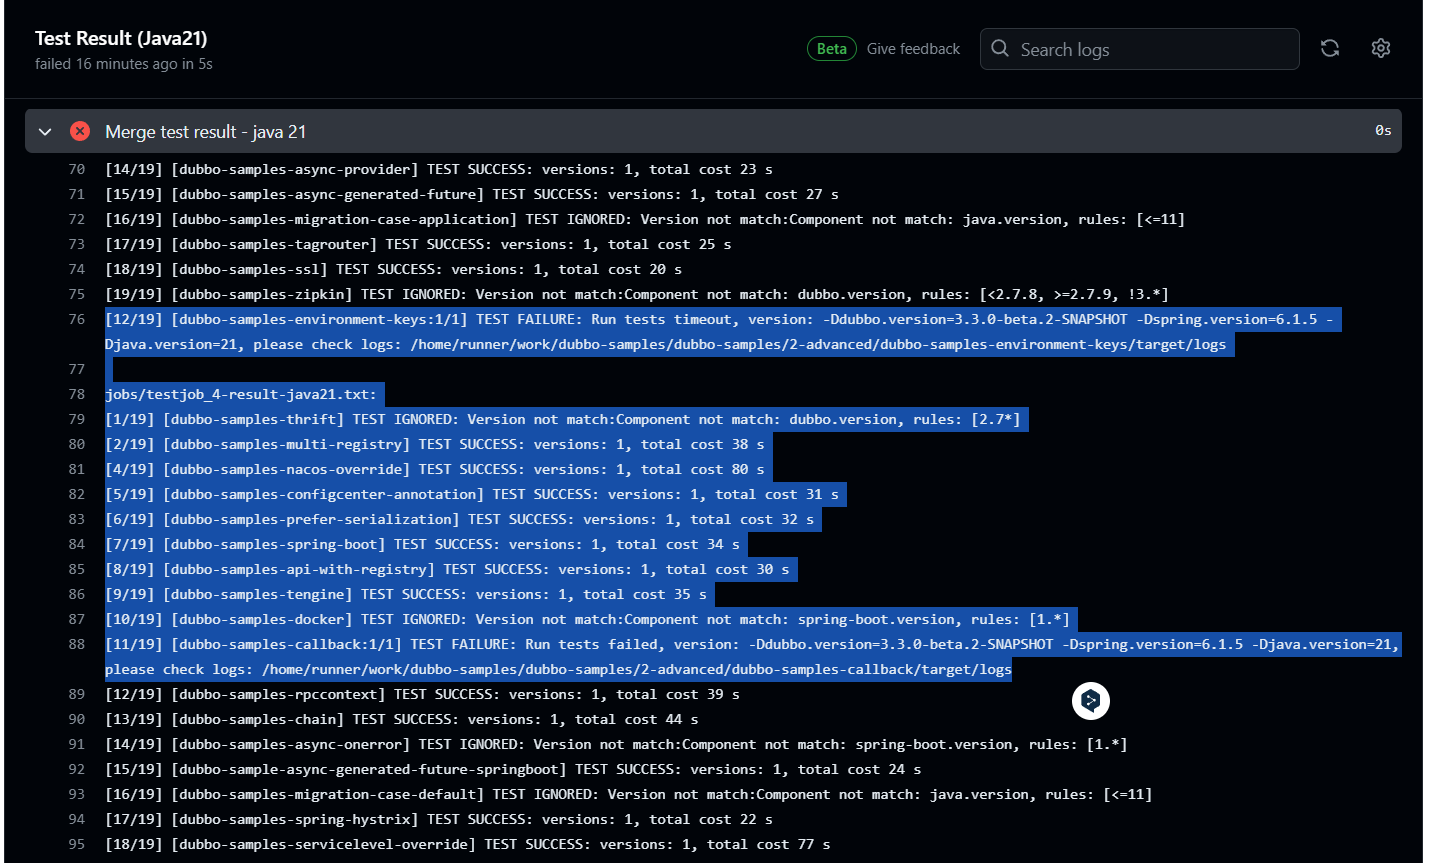 Test Result (Java21)
failed 16 minutes ago in 5s
Beta Give feedback
Search logs
Merge test result - java 21
0s
70 [14/19] [dubbo-samples-async-provider] TEST SUCCESS: versions: 1, total cost 23 s
71 [15/19] [dubbo-samples-async-generated-future] TEST SUCCESS: versions: 1, total cost 27 s
72 [16/19] [dubbo-samples-migration-case-application] TEST IGNORED: Version not match:Component not match: java.version, rules: [<=11]
73 [17/19] [dubbo-samples-tagrouter] TEST SUCCESS: versions: 1, total cost 25 s
74 [18/19] [dubbo-samples-ssl] TEST SUCCESS: versions: 1, total cost 20 s
75 [19/19] [dubbo-samples-zipkin] TEST IGNORED: Version not match:Component not match: dubbo.version, rules: [<2.7.8, >=2.7.9, !3.*]
76 [12/19] [dubbo-samples-environment-keys:1/1] TEST FAILURE: Run tests timeout, version: -Ddubbo.version=3.3.0-beta.2-SNAPSHOT -Dspring.version=6.1.5 -
Djava.version=21, please check logs: /home/runner/work/dubbo-samples/dubbo-samples/2-advanced/dubbo-samples-environment-keys/target/logs
77
78 jobs/testjob_4-result-java21.txt:
79 [1/19] [dubbo-samples-thrift] TEST IGNORED: Version not match:Component not match: dubbo.version, rules: [2.7*]
80 [2/19] [dubbo-samples-multi-registry] TEST SUCCESS: versions: 1, total cost 38 s
81 [4/19] [dubbo-samples-nacos-override] TEST SUCCESS: versions: 1, total cost 80 s
82 [5/19] [dubbo-samples-configcenter-annotation] TEST SUCCESS: versions: 1, total cost 31 s
83 [6/19] [dubbo-samples-prefer-serialization] TEST SUCCESS: versions: 1, total cost 32 s
84 [7/19] [dubbo-samples-spring-boot] TEST SUCCESS: versions: 1, total cost 34 s
85 [8/19] [dubbo-samples-api-with-registry] TEST SUCCESS: versions: 1, total cost 30 s
86 [9/19] [dubbo-samples-tengine] TEST SUCCESS: versions: 1, total cost 35 s
87 [10/19] [dubbo-samples-docker] TEST IGNORED: Version not match:Component not match: spring-boot.version, rules: [1.*]
88 [11/19] [dubbo-samples-callback:1/1] TEST FAILURE: Run tests failed, version: -Ddubbo.version=3.3.0-beta.2-SNAPSHOT -Dspring.version=6.1.5 -Djava.version=21,
please check logs: /home/runner/work/dubbo-samples/dubbo-samples/2-advanced/dubbo-samples-callback/target/logs
89 [12/19] [dubbo-samples-rpccontext] TEST SUCCESS: versions: 1, total cost 39 s
90 [13/19] [dubbo-samples-chain] TEST SUCCESS: versions: 1, total cost 44 s
91 [14/19] [dubbo-samples-async-onerror] TEST IGNORED: Version not match:Component not match: spring-boot.version, rules: [1.*]
92 [15/19] [dubbo-sample-async-generated-future-springboot] TEST SUCCESS: versions: 1, total cost 24 s
93 [16/19] [dubbo-samples-migration-case-default] TEST IGNORED: Version not match:Component not match: java.version, rules: [<=11]
94 [17/19] [dubbo-samples-spring-hystrix] TEST SUCCESS: versions: 1, total cost 22 s
95 [18/19] [dubbo-samples-servicelevel-override] TEST SUCCESS: versions: 1, total cost 77 s